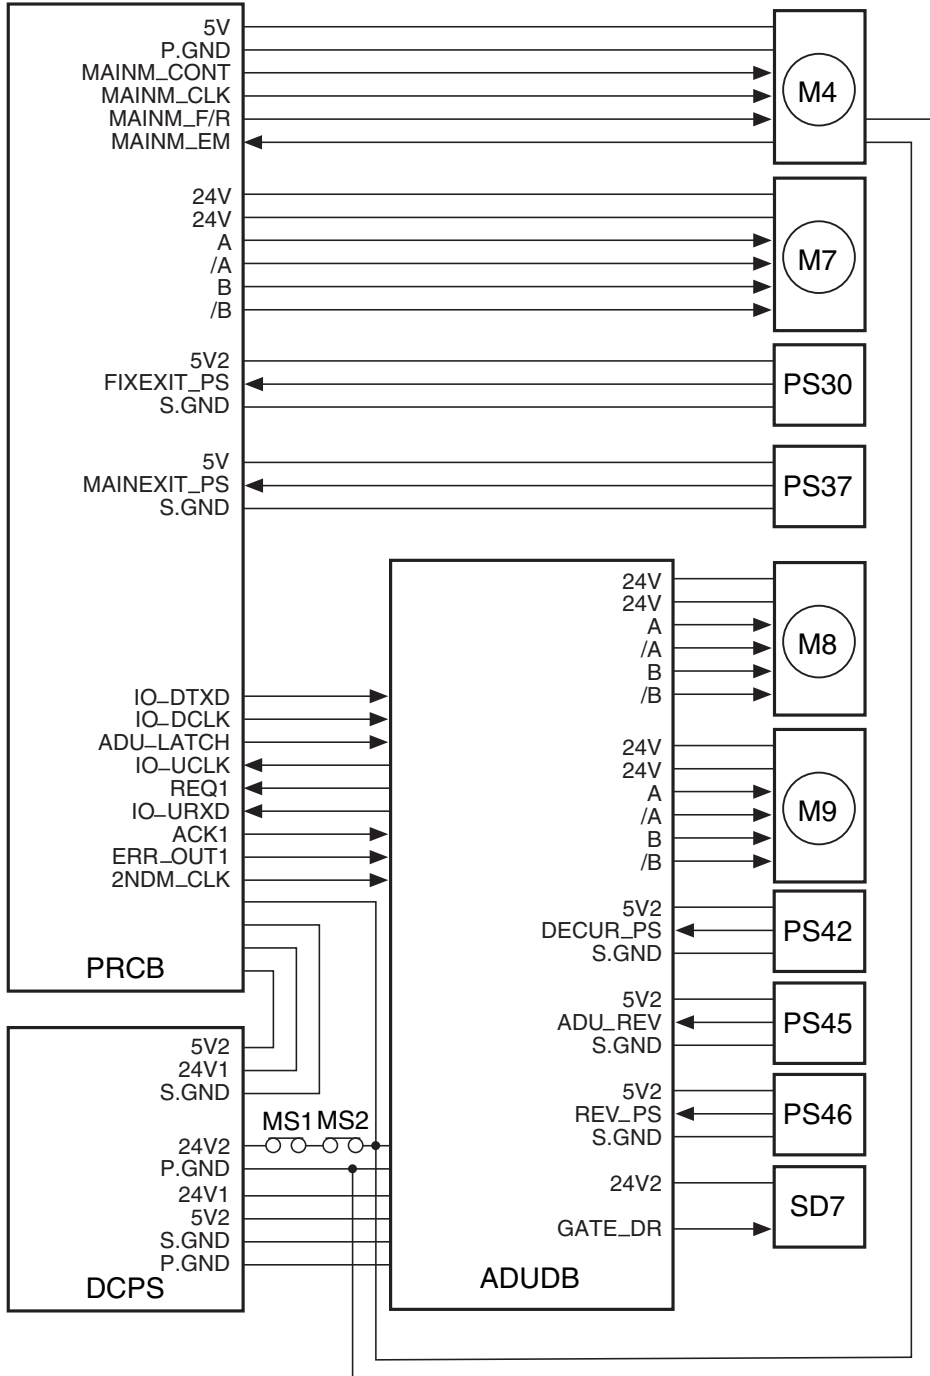 5V
P.GND
MAINM_CONT
MAINM_CLK
MAINM_F/R
MAINM_EM
M4
24V
24V
A
/A
B
/B
M7
5V2
FIXEXIT_PS
S.GND
PS30
5V
MAINEXIT_PS
S.GND
PS37
IO_DTXD
IO_DCLK
ADU_LATCH
IO_UCLK
REQ1
IO_URXD
ACK1
ERR_OUT1
2NDM_CLK
PRCB
24V
24V
A
/A
B
/B
M8
24V
24V
A
/A
B
/B
M9
5V2
DECUR_PS
S.GND
PS42
5V2
ADU_REV
S.GND
PS45
5V2
REV_PS
S.GND
PS46
24V2
GATE_DR
SD7
ADUDB
5V2
24V1
S.GND
MS1 MS2
24V2
P.GND
24V1
5V2
S.GND
P.GND
DCPS